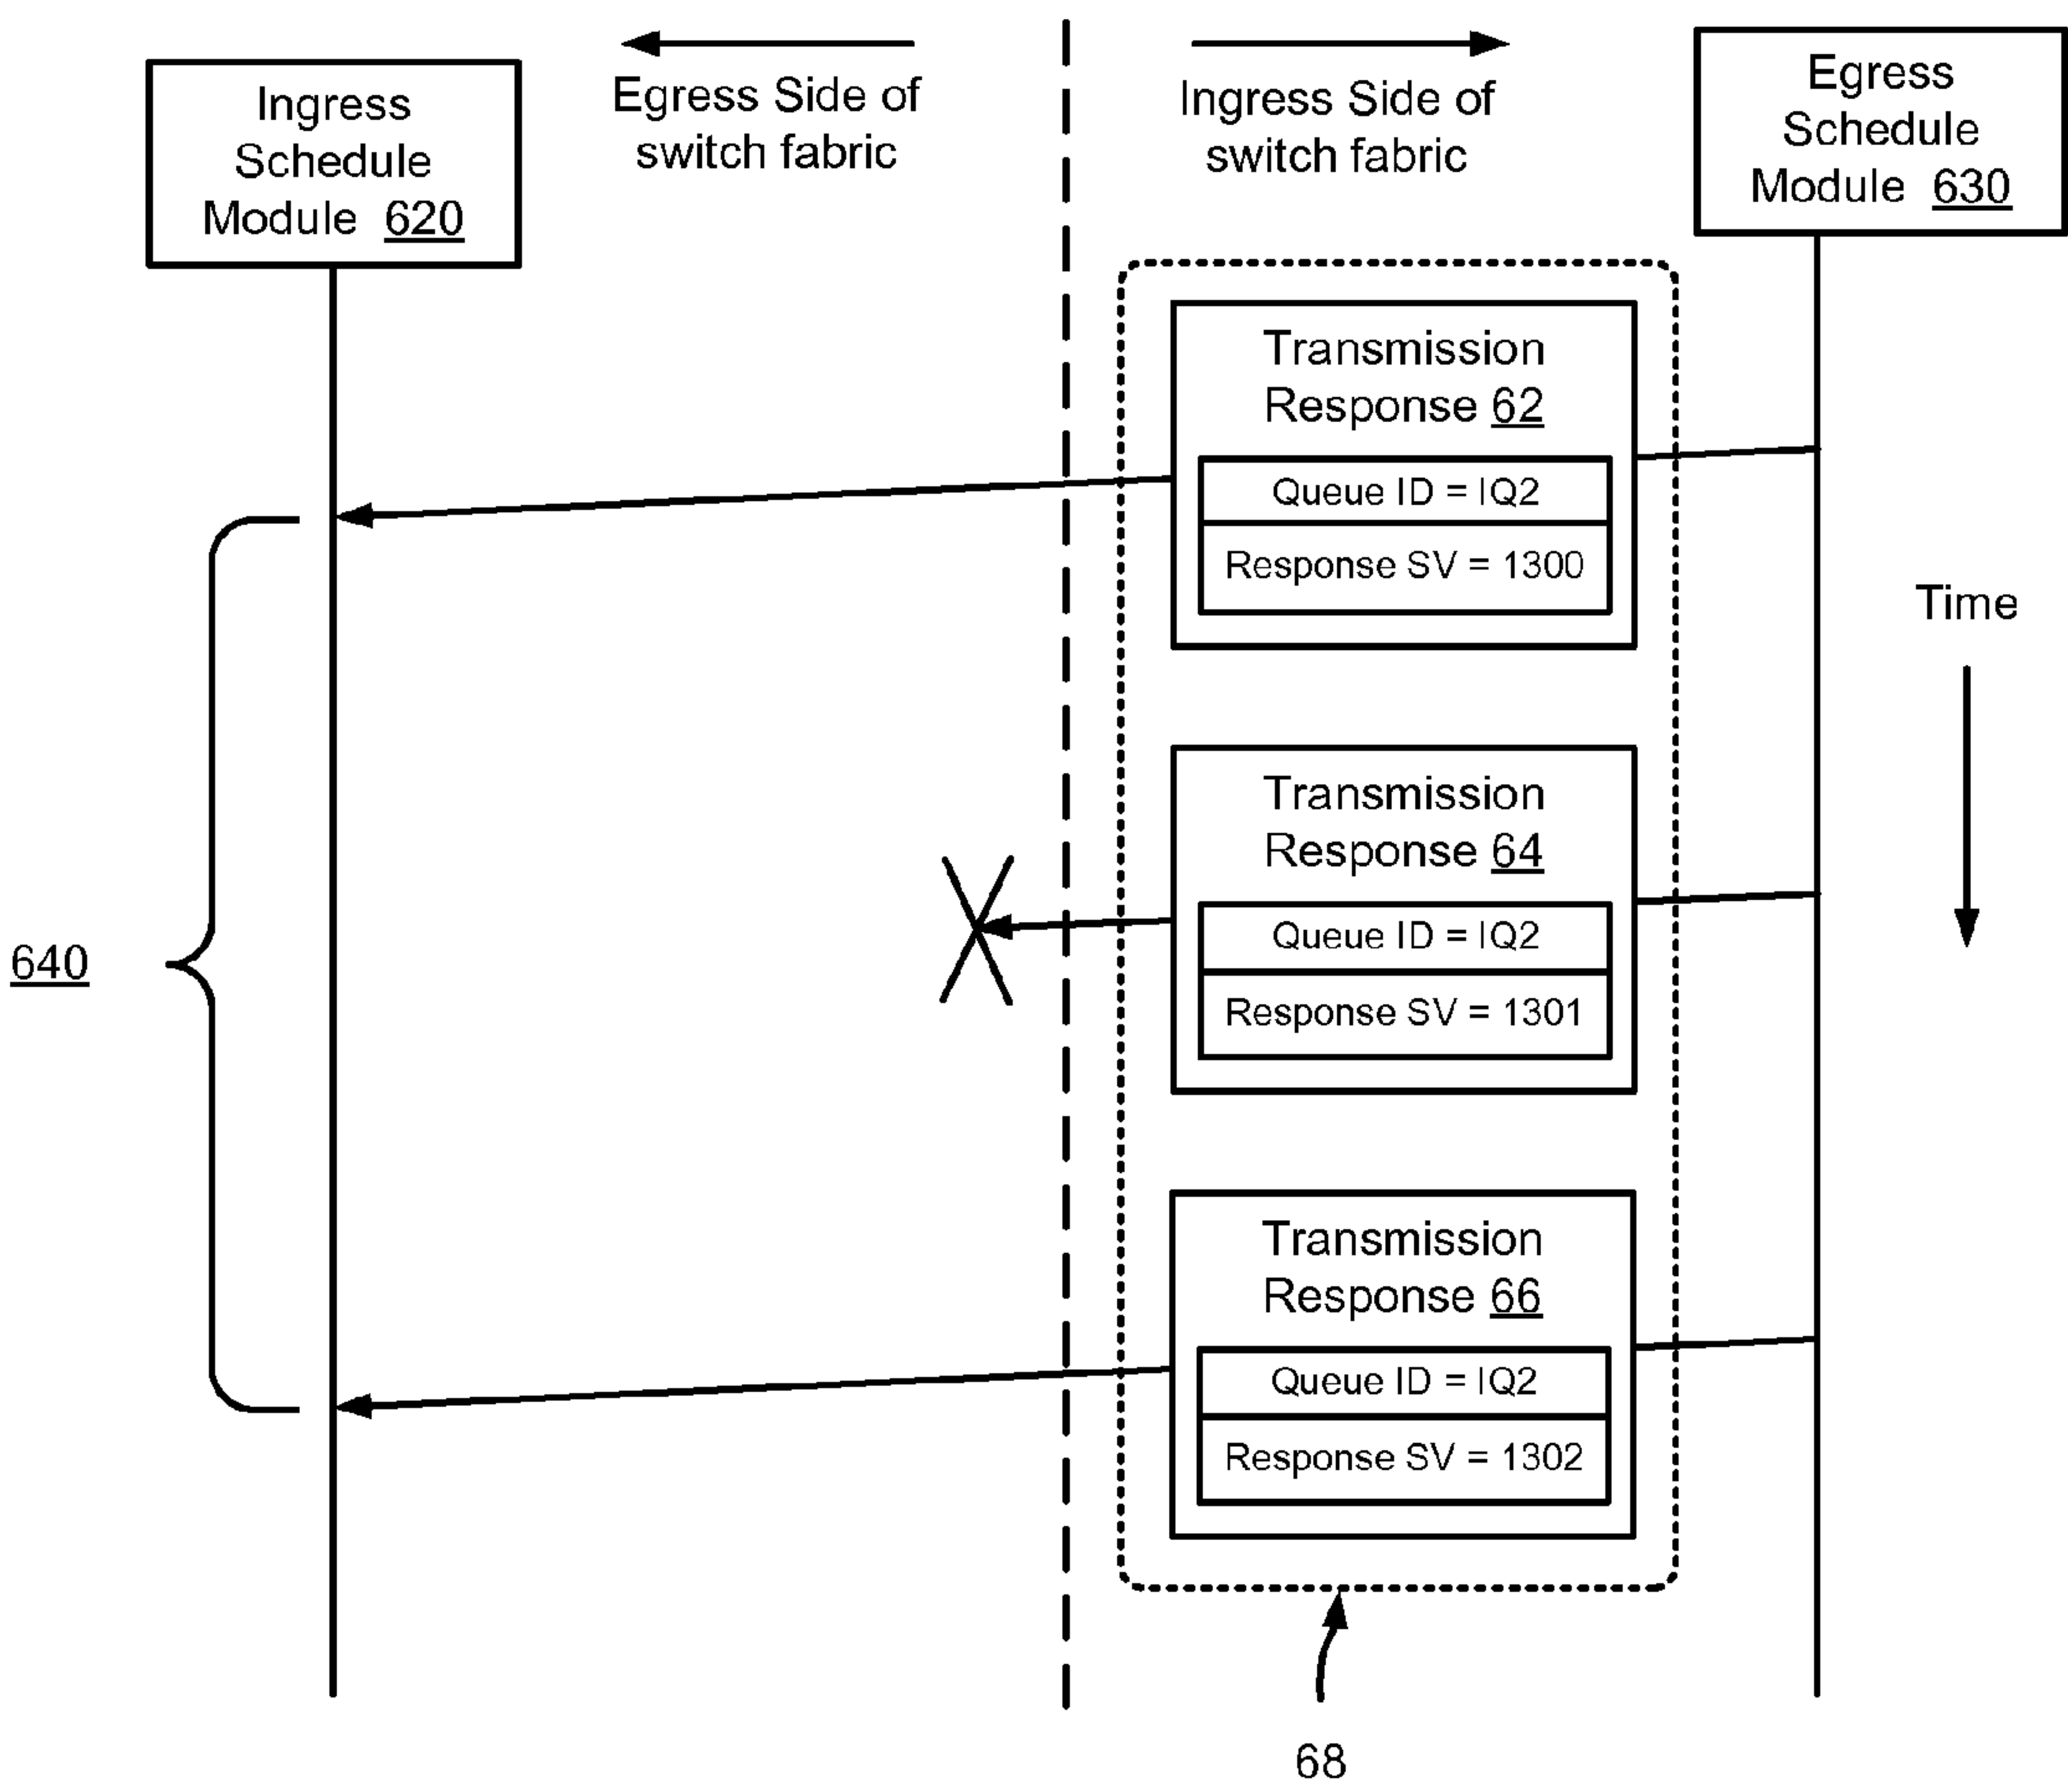 Ingress
Schedule
Module 620
Egress Side of
switch fabric
Ingress Side of
switch fabric
Egress
Schedule
Module 630
Transmission
Response 62
Queue ID = IQ2
Response SV = 1300
Time
Transmission
Response 64
Queue ID = IQ2
Response SV = 1301
640
Transmission
Response 66
Queue ID = IQ2
Response SV = 1302
68